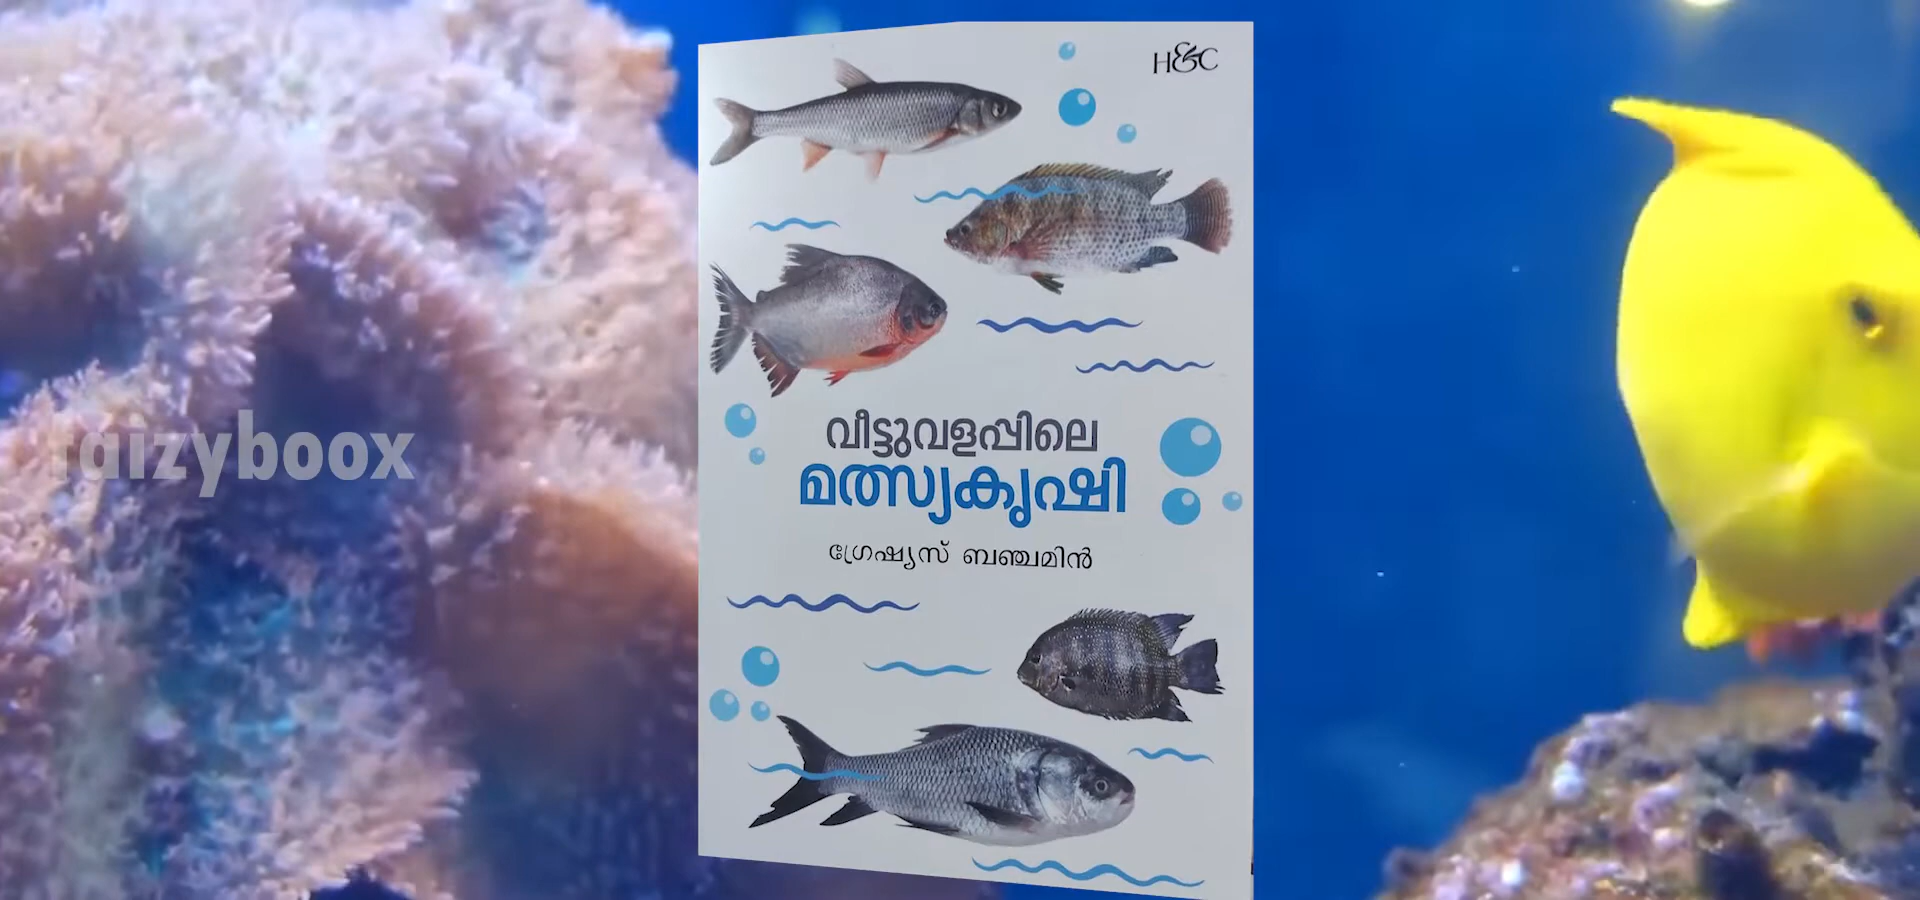 H&C
വീട്ടുവളപ്പിലെ
മത്സ്യകൃഷി
ഗ്രേഷ്യസ് ബഞ്ചമിൻ
raizyboox